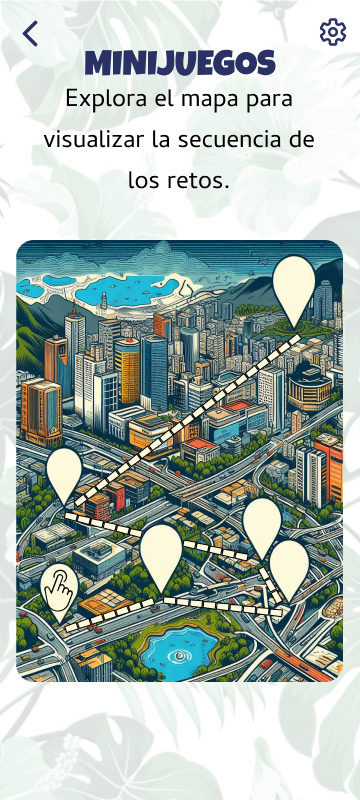 MINIJUEGOS
Explora el mapa para
visualizar la secuencia de
los retos.